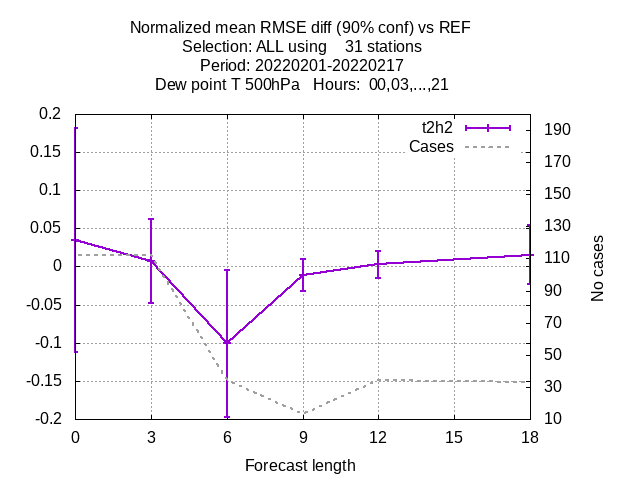 Normalized mean RMSE diff (90% conf) vs REF
Selection: ALL using    31 stations
Period: 20220201-20220217
Dew point T 500hPa   Hours:  00,03,...,21
t2h2
Cases
0.2
0.15
0.1
0.05
0
-0.05
-0.1
-0.15
-0.2
190
170
150
130
110
90
70
50
30
10
No cases
0 3 6 9 12 15 18
Forecast length